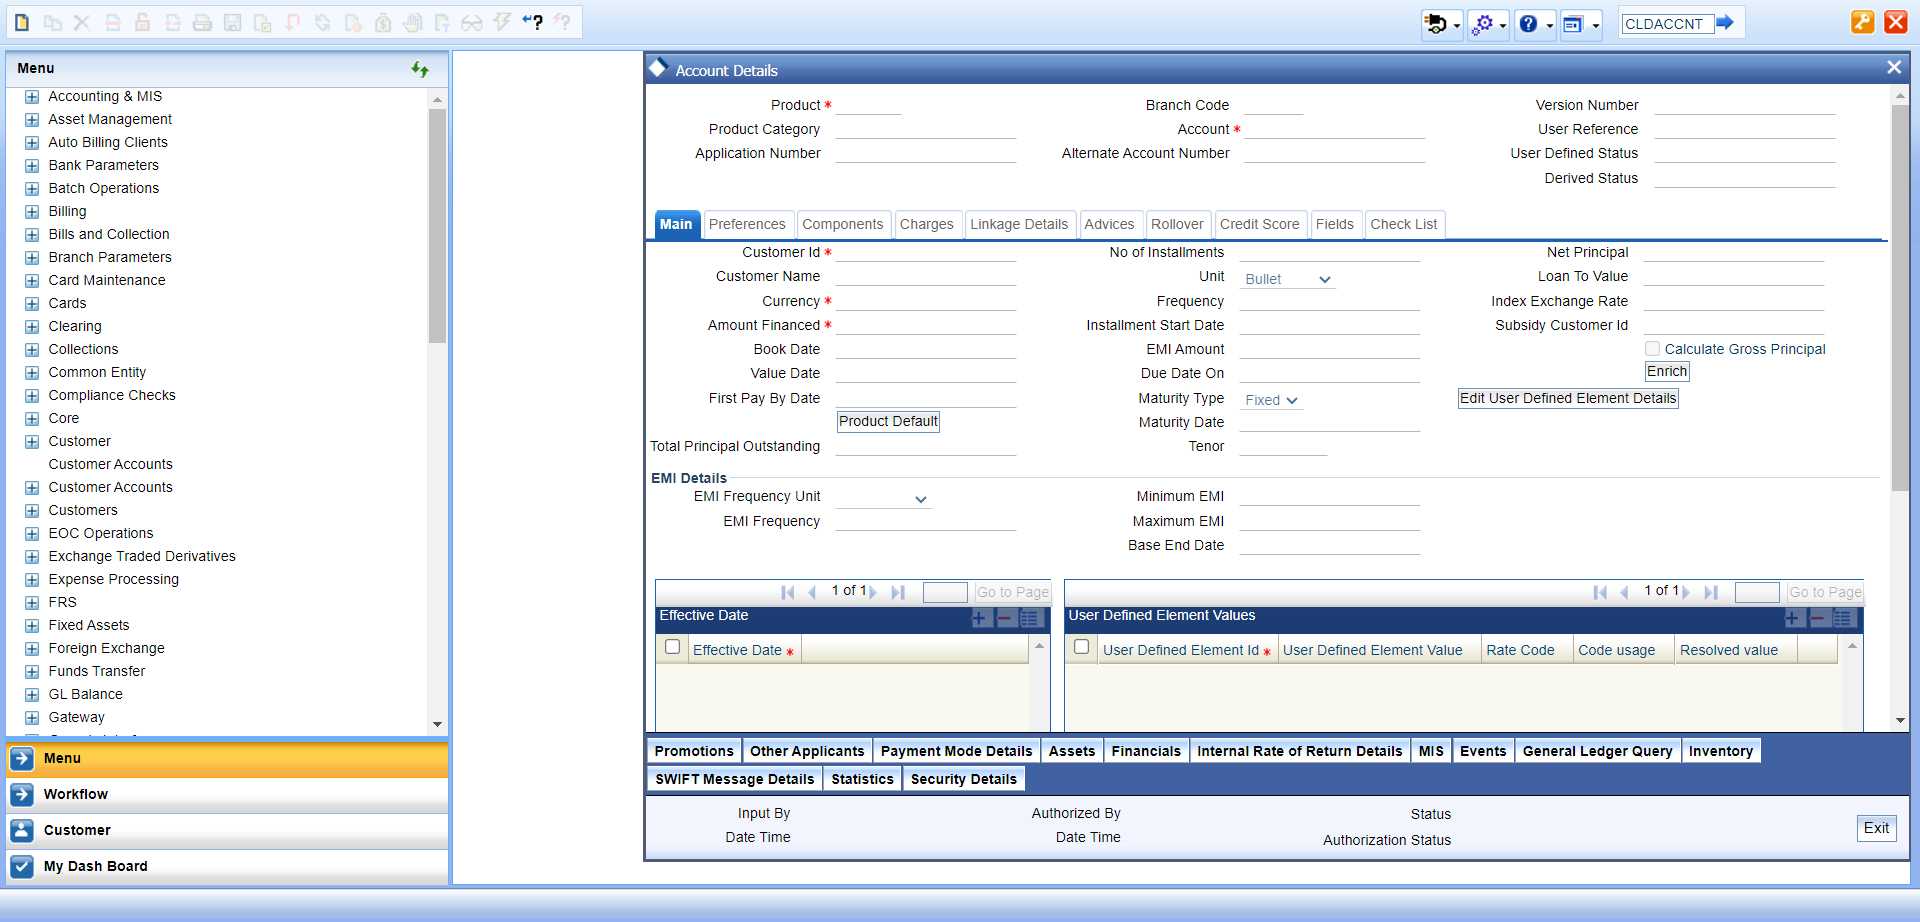 CLDACCNT
Menu
Accounting & MIS
Asset Management
Auto Billing Clients
Bank Parameters
Batch Operations
Billing
Bills and Collection
Branch Parameters
Card Maintenance
Cards
Clearing
Collections
Common Entity
Compliance Checks
Core
Customer
Customer Accounts
Customer Accounts
Customers
EOC Operations
Exchange Traded Derivatives
Expense Processing
FRS
Fixed Assets
Foreign Exchange
Funds Transfer
GL Balance
Gateway
Menu
Workflow
Customer
My Dash Board
Account Details
Product * Branch Code Version Number
Product Category Account * User Reference
Application Number Alternate Account Number User Defined Status
Derived Status
Main Preferences Components Charges Linkage Details Advices Rollover Credit Score Fields Check List
Customer Id * No of Installments Net Principal
Customer Name Unit Bullet Loan To Value
Currency * Frequency Index Exchange Rate
Amount Financed * Installment Start Date Subsidy Customer Id
Book Date EMI Amount Calculate Gross Principal
Value Date Due Date On Enrich
First Pay By Date Maturity Type Fixed Edit User Defined Element Details
Product Default Maturity Date
Total Principal Outstanding Tenor
EMI Details
EMI Frequency Unit Minimum EMI
EMI Frequency Maximum EMI
Base End Date
1 of 1 Go to Page 1 of 1 Go to Page
Effective Date User Defined Element Values
Effective Date * User Defined Element Id * User Defined Element Value Rate Code Code usage Resolved value
Promotions Other Applicants Payment Mode Details Assets Financials Internal Rate of Return Details MIS Events General Ledger Query Inventory
SWIFT Message Details Statistics Security Details
Input By Authorized By Status
Date Time Date Time Authorization Status
Exit